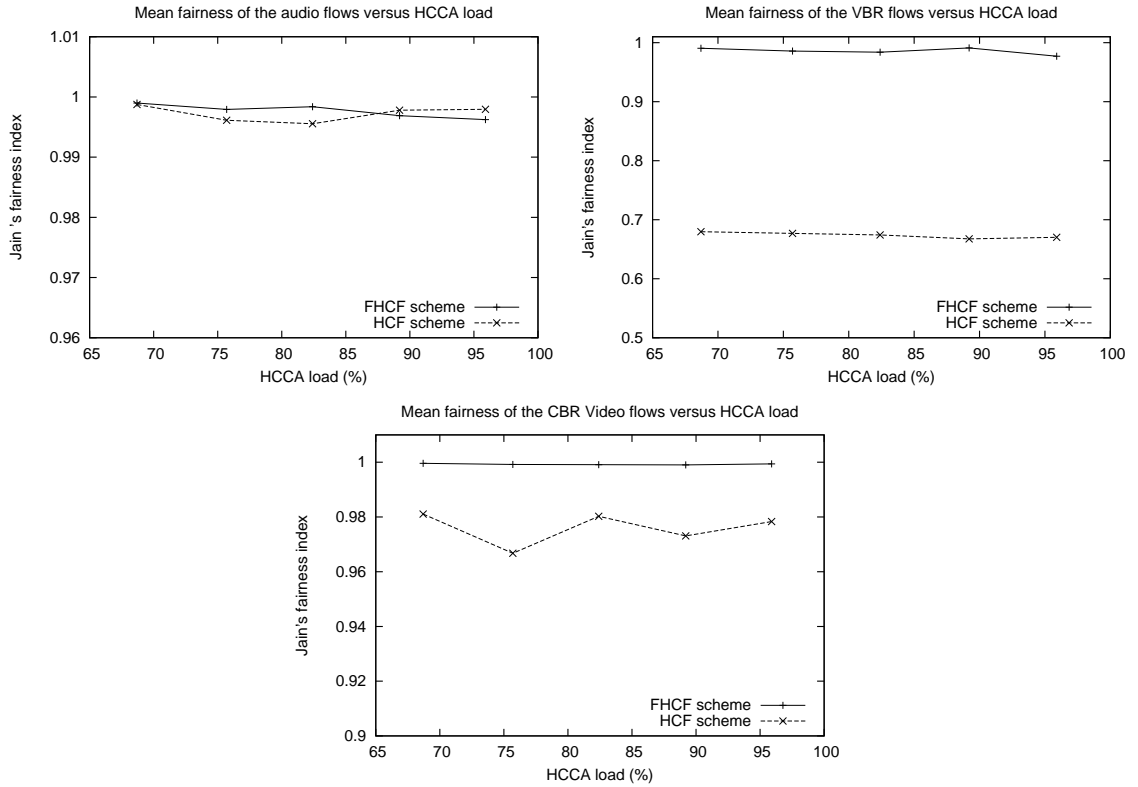 Mean fairness of the audio flows versus HCCA load
1.01
1
0.99
0.98
0.97
0.96
Jain 's fairness index
FHCF scheme
HCF scheme
65 70 75 80 85 90 95 100
HCCA load (%)
Mean fairness of the VBR flows versus HCCA load
1
0.9
0.8
0.7
0.6
0.5
Jain's fairness index
FHCF scheme
HCF scheme
65 70 75 80 85 90 95 100
HCCA load (%)
Mean fairness of the CBR Video flows versus HCCA load
1
0.98
0.96
0.94
0.92
0.9
Jain's fairness index
FHCF scheme
HCF scheme
65 70 75 80 85 90 95 100
HCCA load (%)